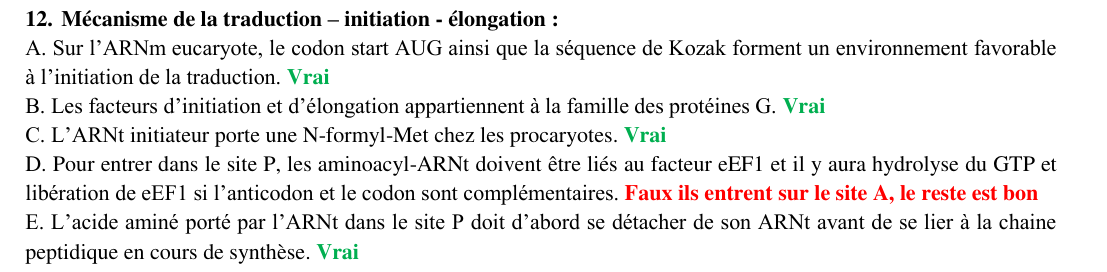 12. Mécanisme de la traduction – initiation - élongation :
A. Sur l’ARNm eucaryote, le codon start AUG ainsi que la séquence de Kozak forment un environnement favorable
à l’initiation de la traduction. Vrai
B. Les facteurs d’initiation et d’élongation appartiennent à la famille des protéines G. Vrai
C. L’ARNt initiateur porte une N-formyl-Met chez les procaryotes. Vrai
D. Pour entrer dans le site P, les aminoacyl-ARNt doivent être liés au facteur eEF1 et il y aura hydrolyse du GTP et
libération de eEF1 si l’anticodon et le codon sont complémentaires. Faux ils entrent sur le site A, le reste est bon
E. L’acide aminé porté par l’ARNt dans le site P doit d’abord se détacher de son ARNt avant de se lier à la chaine
peptidique en cours de synthèse. Vrai